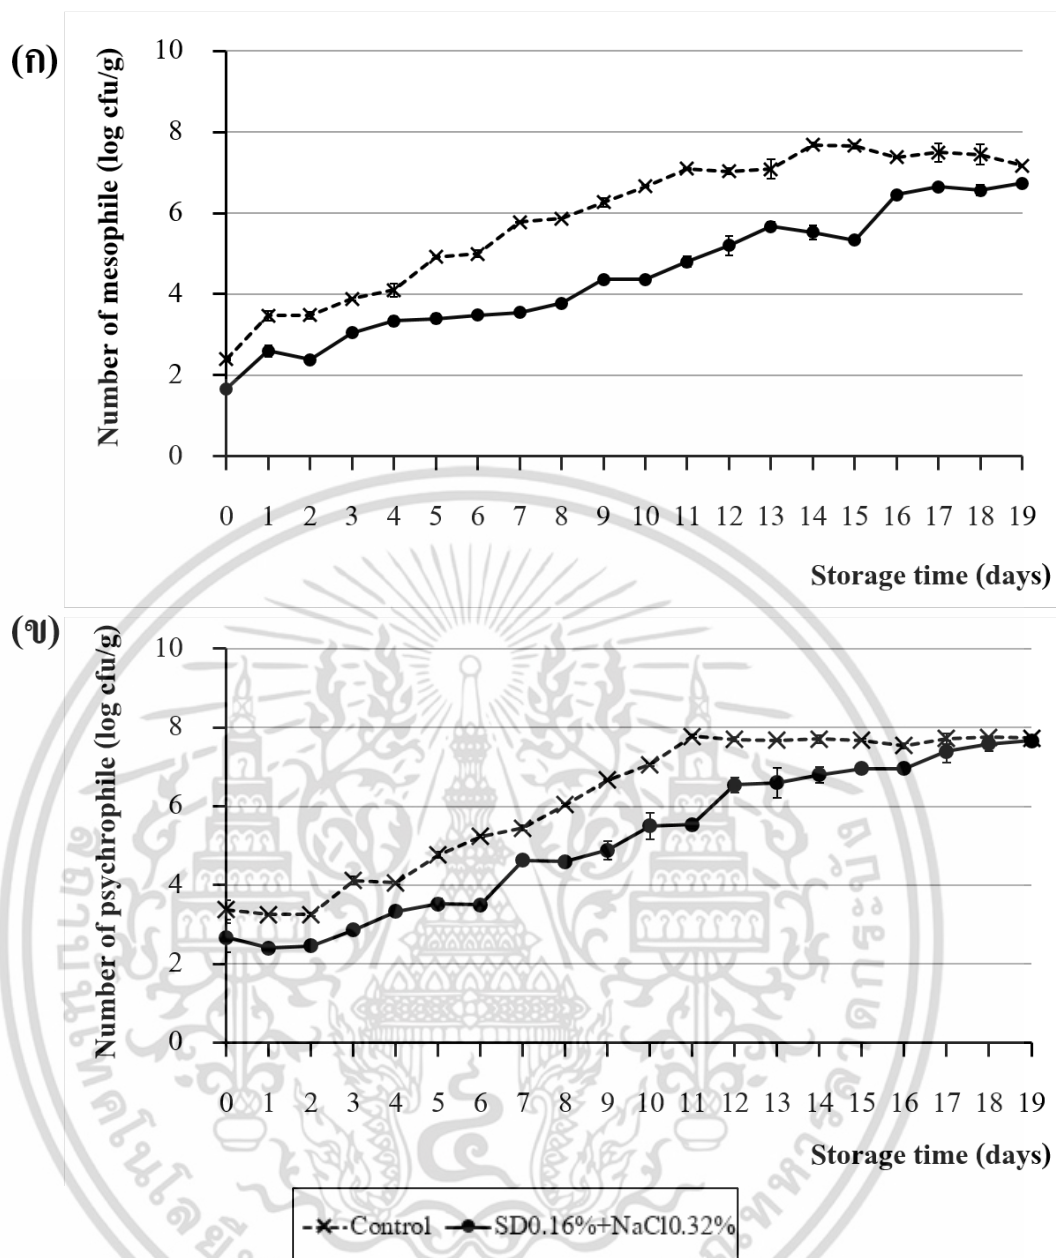 (ก)
Number of mesophile (log cfu/g)
10
8
6
4
2
0
0 1 2 3 4 5 6 7 8 9 10 11 12 13 14 15 16 17 18 19
Storage time (days)
(ข)
Number of psychrophile (log cfu/g)
10
8
6
4
2
0
0 1 2 3 4 5 6 7 8 9 10 11 12 13 14 15 16 17 18 19
Storage time (days)
Control SD0.16%+NaCl0.32%